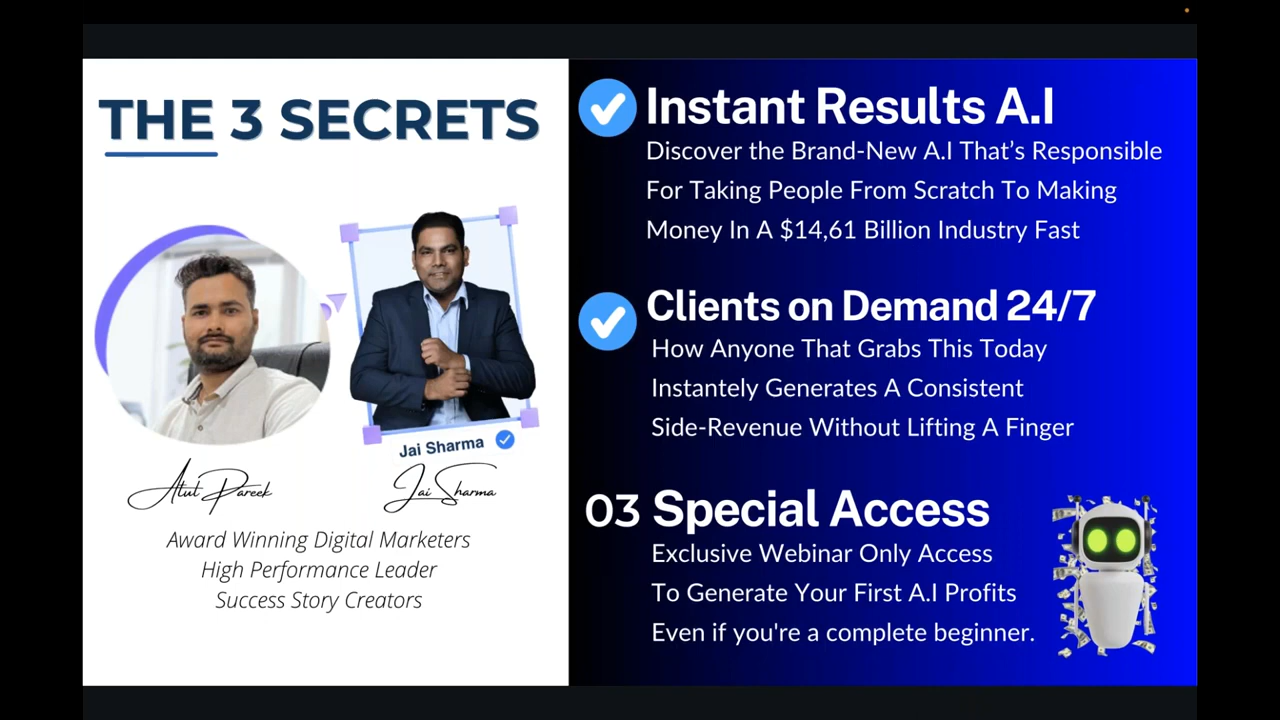 THE 3 SECRETS
Jai Sharma
Atul Pareek
Jai Sharma
Award Winning Digital Marketers
High Performance Leader
Success Story Creators
Instant Results A.I
Discover the Brand-New A.I That's Responsible
For Taking People From Scratch To Making
Money In A $14,61 Billion Industry Fast
Clients on Demand 24/7
How Anyone That Grabs This Today
Instantely Generates A Consistent
Side-Revenue Without Lifting A Finger
03 Special Access
Exclusive Webinar Only Access
To Generate Your First A.I Profits
Even if you're a complete beginner.